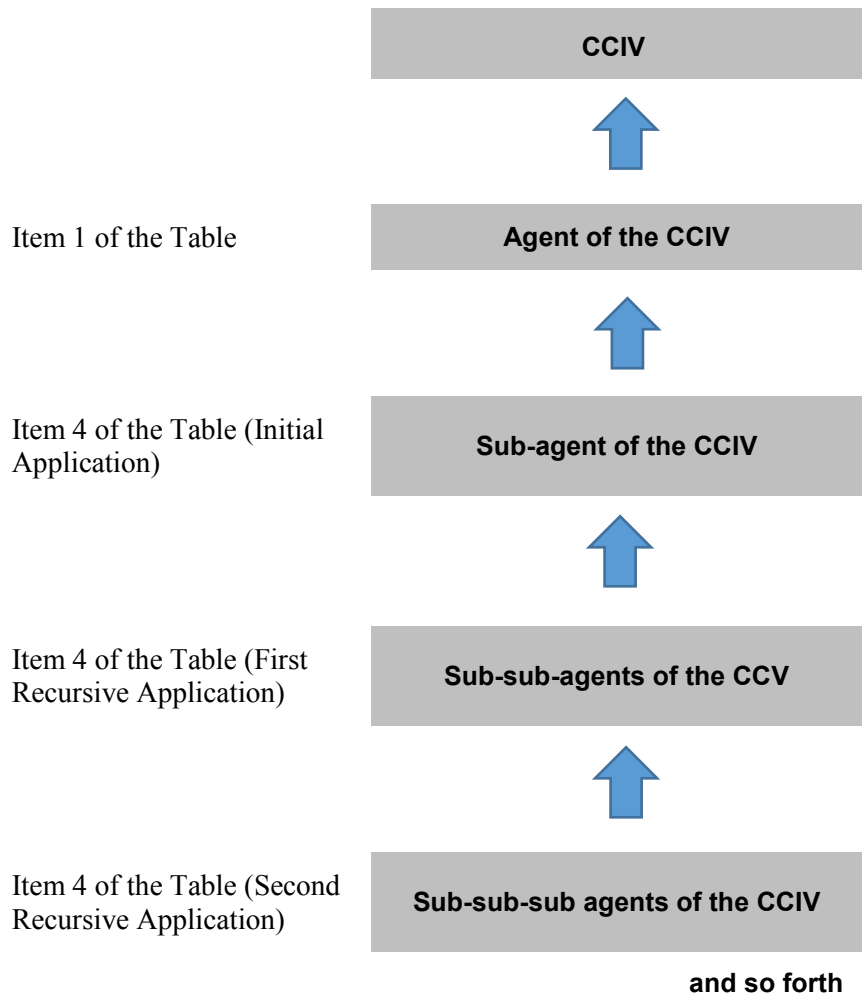 CCIV
Item 1 of the Table
Agent of the CCIV
Item 4 of the Table (Initial
Application)
Sub-agent of the CCIV
Item 4 of the Table (First
Recursive Application)
Sub-sub-agents of the CCV
Item 4 of the Table (Second
Recursive Application)
Sub-sub-sub agents of the CCIV
and so forth